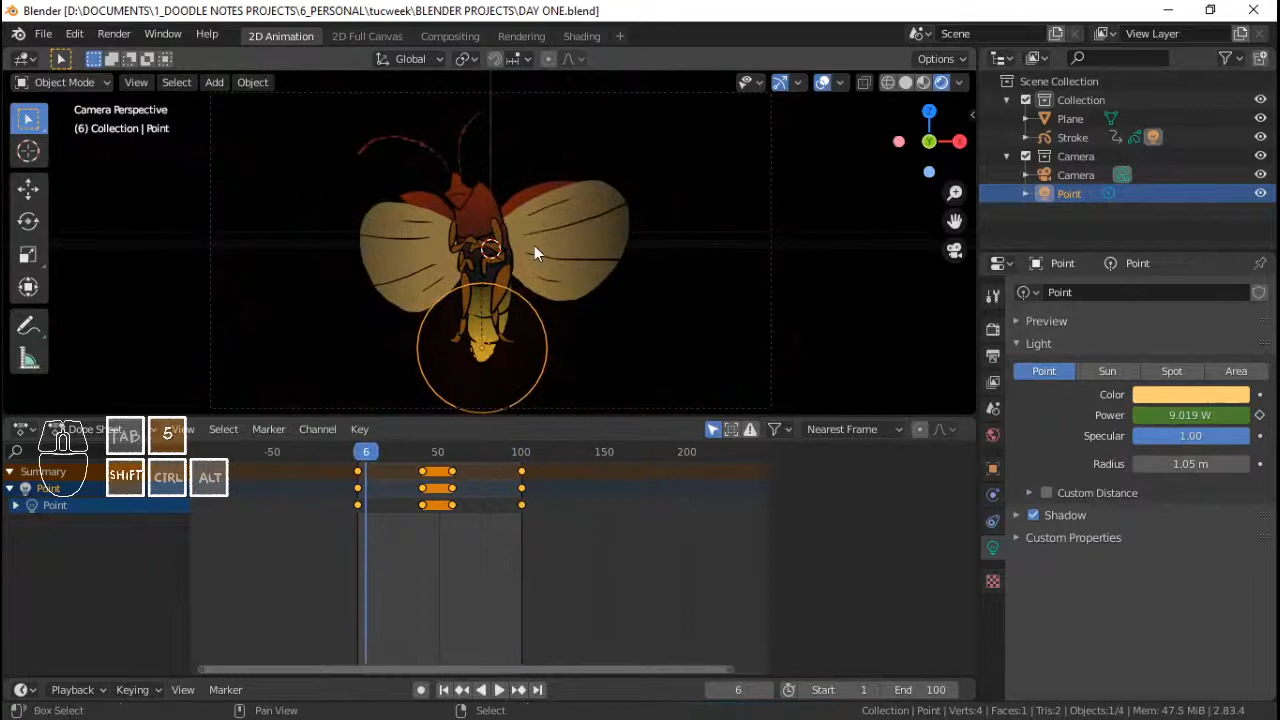 Blender [D:\DOCUMENTS\1_DOODLE NOTES PROJECTS\6_PERSONAL\tucweek\BLENDER PROJECTS\DAY ONE.blend]
File Edit Render Window Help 2D Animation 2D Full Canvas Compositing Rendering Shading + Scene View Layer
Global Options
Object Mode View Select Add Object
Camera Perspective
(6) Collection | Point
Z
Y
X
Scene Collection
Collection
Plane
Stroke
Camera
Camera
Point
Point Point
Point
Preview
Light
Point Sun Spot Area
Color
Power 9.019 W
Specular 1.00
Radius 1.05 m
Custom Distance
Shadow
Custom Properties
Dope Sheet View Select Marker Channel Key Nearest Frame
-50 6 50 100 150 200
Summary
Point
Point
TAB 5
SHIFT CTRL ALT
Playback Keying View Marker 6 Start 1 End 100
Box Select Pan View Select Collection | Point | Verts:4 | Faces:1 | Tris:2 | Objects:1/4 | Mem: 47.5 MiB | 2.83.4